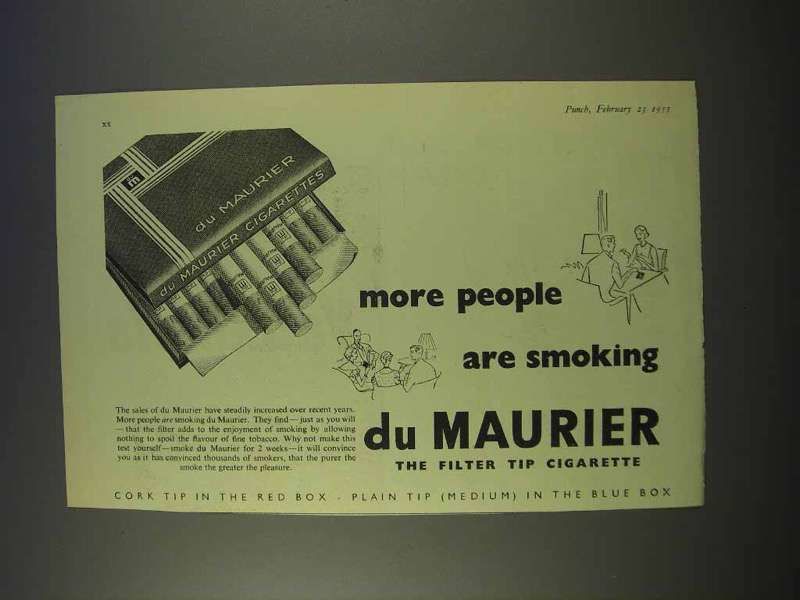 xx
Punch, February 23 1955
m
du MAURIER
du MAURIER CIGARETTES
more people
are smoking
du MAURIER
THE FILTER TIP CIGARETTE
The sales of du Maurier have steadily increased over recent years.
More people are smoking du Maurier. They find—just as you will
—that the filter adds to the enjoyment of smoking by allowing
nothing to spoil the flavour of fine tobacco. Why not make this
test yourself—smoke du Maurier for 2 weeks—it will convince
you as it has convinced thousands of smokers, that the purer the
smoke the greater the pleasure.
CORK TIP IN THE RED BOX - PLAIN TIP (MEDIUM) IN THE BLUE BOX